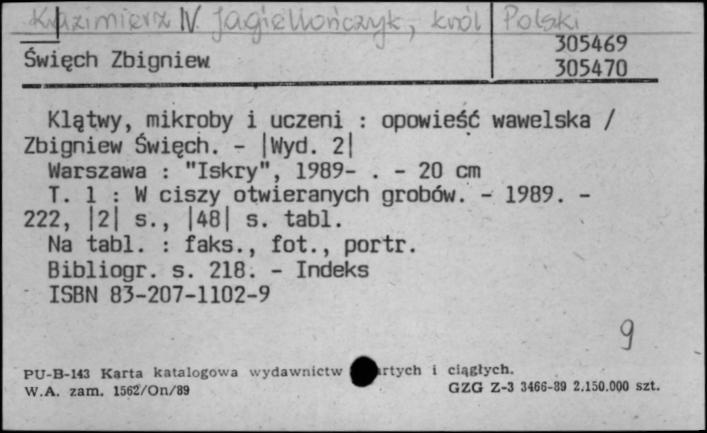 Kazimierz IV Jagiellończyk, król Polski
305469
Święch Zbigniew
305470
Klątwy, mikroby i uczeni : opowieść wawelska /
Zbigniew Święch. - |Wyd. 2|
Warszawa : "Iskry", 1989- . - 20 cm
T. 1 : W ciszy otwieranych grobów. - 1989. -
222, |2| s., |48| s. tabl.
Na tabl. : faks., fot., portr.
Bibliogr. s. 218. - Indeks
ISBN 83-207-1102-9
9
PU-B-143 Karta katalogowa wydawnictw rtych i ciągłych.
W.A. zam. 1562/On/89 GZG Z-3 3466-89 2.150.000 szt.